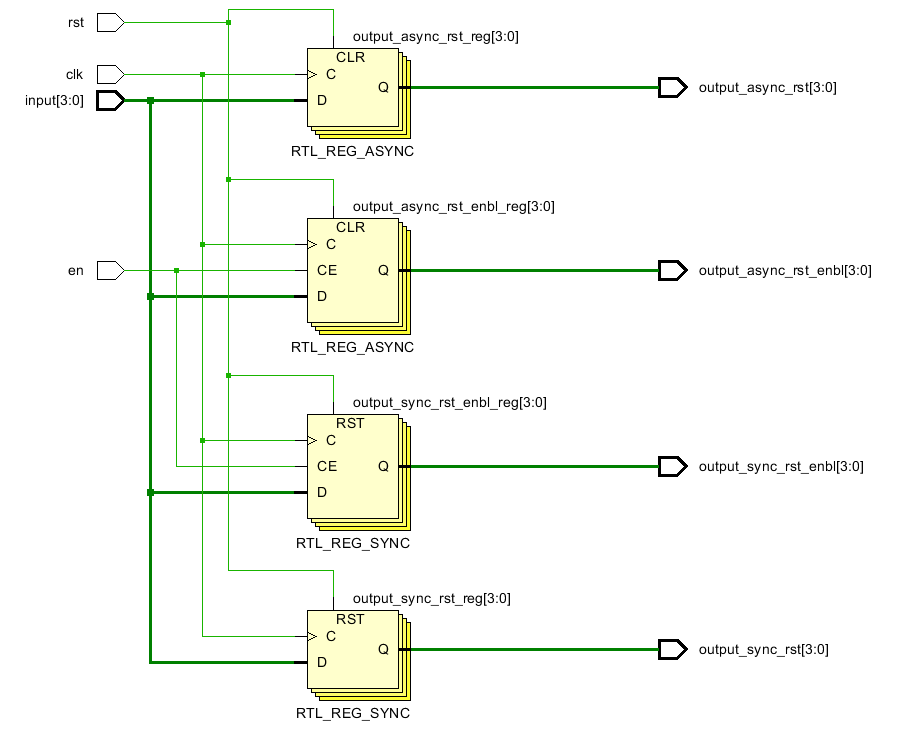 rst
output_async_rst_reg[3:0]
CLR
clk
C
Q
output_async_rst[3:0]
input[3:0]
D
RTL_REG_ASYNC
output_async_rst_enbl_reg[3:0]
CLR
C
en
CE
Q
output_async_rst_enbl[3:0]
D
RTL_REG_ASYNC
output_sync_rst_enbl_reg[3:0]
RST
C
CE
Q
output_sync_rst_enbl[3:0]
D
RTL_REG_SYNC
output_sync_rst_reg[3:0]
RST
C
Q
output_sync_rst[3:0]
D
RTL_REG_SYNC